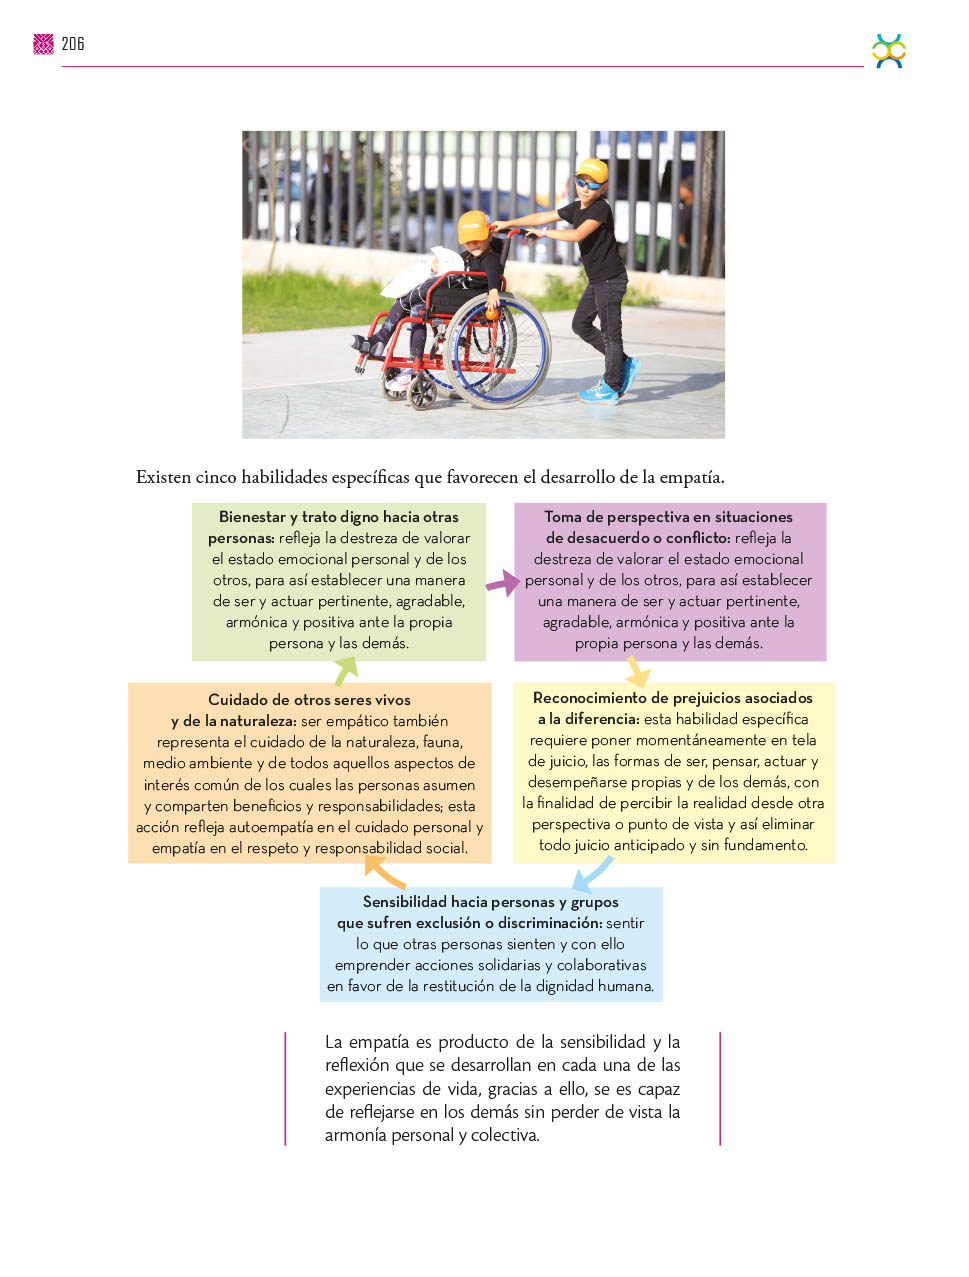 206
Existen cinco habilidades específicas que favorecen el desarrollo de la empatía.
Bienestar y trato digno hacia otras
personas: refleja la destreza de valorar
el estado emocional personal y de los
otros, para así establecer una manera
de ser y actuar pertinente, agradable,
armónica y positiva ante la propia
persona y las demás.
Toma de perspectiva en situaciones
de desacuerdo o conflicto: refleja la
destreza de valorar el estado emocional
personal y de los otros, para así establecer
una manera de ser y actuar pertinente,
agradable, armónica y positiva ante la
propia persona y las demás.
Reconocimiento de prejuicios asociados
a la diferencia: esta habilidad específica
requiere poner momentáneamente en tela
de juicio, las formas de ser, pensar, actuar y
desempeñarse propias y de los demás, con
la finalidad de percibir la realidad desde otra
perspectiva o punto de vista y así eliminar
todo juicio anticipado y sin fundamento.
Sensibilidad hacia personas y grupos
que sufren exclusión o discriminación: sentir
lo que otras personas sienten y con ello
emprender acciones solidarias y colaborativas
en favor de la restitución de la dignidad humana.
Cuidado de otros seres vivos
y de la naturaleza: ser empático también
representa el cuidado de la naturaleza, fauna,
medio ambiente y de todos aquellos aspectos de
interés común de los cuales las personas asumen
y comparten beneficios y responsabilidades; esta
acción refleja autoempatía en el cuidado personal y
empatía en el respeto y responsabilidad social.
La empatía es producto de la sensibilidad y la
reflexión que se desarrollan en cada una de las
experiencias de vida, gracias a ello, se es capaz
de reflejarse en los demás sin perder de vista la
armonía personal y colectiva.